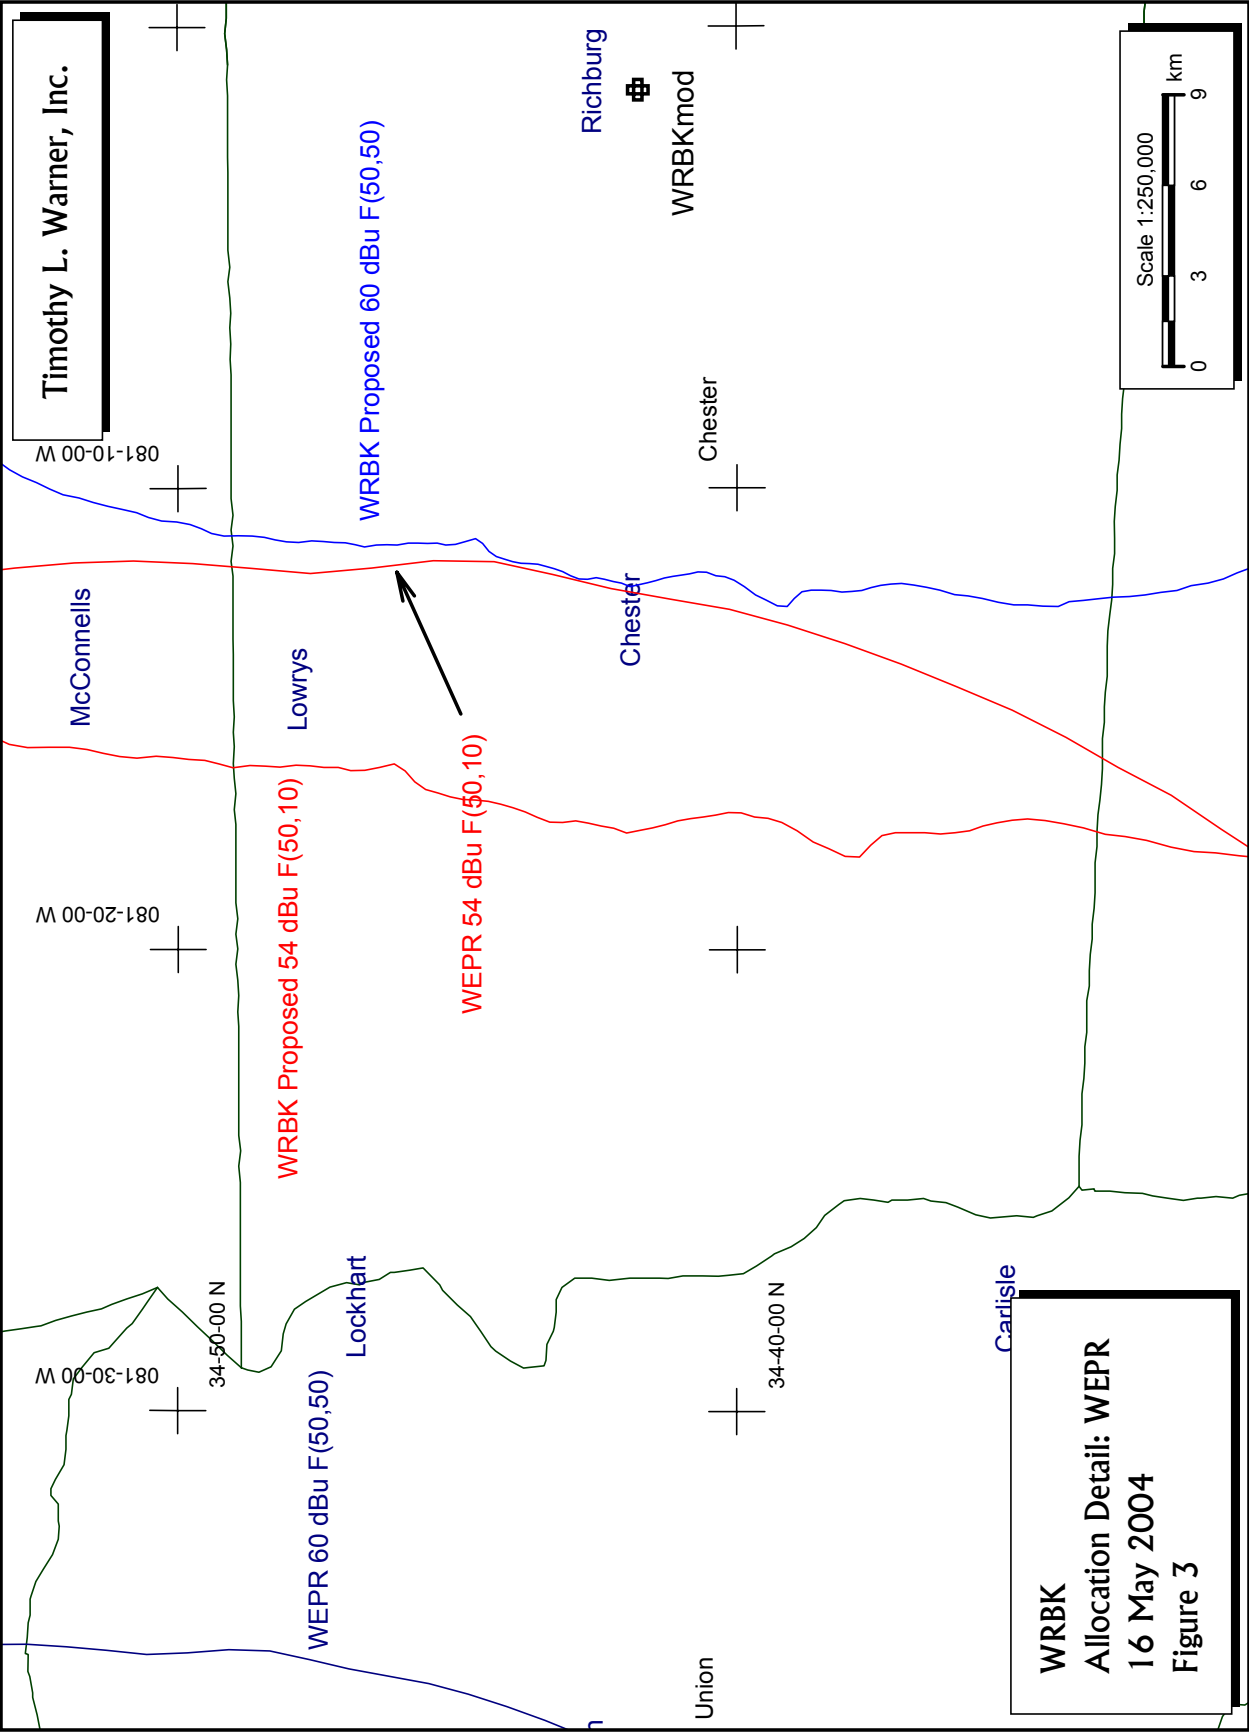 Timothy L. Warner, Inc.
081-10-00 W
081-20-00 W
081-30-00 W
34-50-00 N
34-40-00 N
McConnells
Lowrys
Richburg
WRBKmod
Chester
Chester
Lockhart
Carlisle
Union
n
WRBK Proposed 60 dBu F(50,50)
WRBK Proposed 54 dBu F(50,10)
WEPR 54 dBu F(50,10)
WEPR 60 dBu F(50,50)
Scale 1:250,000
km
0 3 6 9
WRBK
Allocation Detail: WEPR
16 May 2004
Figure 3